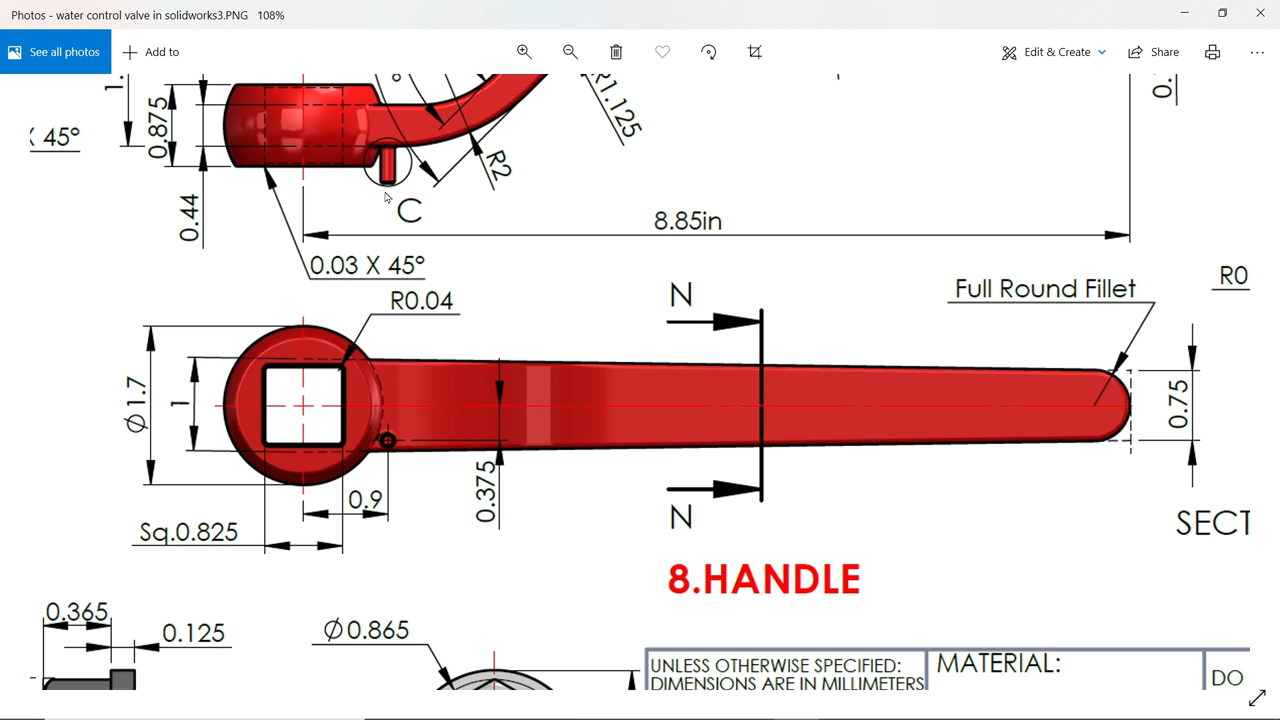 Photos - water control valve in solidworks3.PNG   108%
See all photos
Add to
Edit & Create
Share
X 45°
1.
0.875
0.44
R1.125
R2
C
8.85in
0.
0.03 X 45°
R0.04
N
Full Round Fillet
R0
Ø1.7
1
0.75
0.375
0.9
Sq.0.825
N
SECT
8.HANDLE
0.365
0.125
Ø0.865
UNLESS OTHERWISE SPECIFIED:
DIMENSIONS ARE IN MILLIMETERS
MATERIAL:
DO